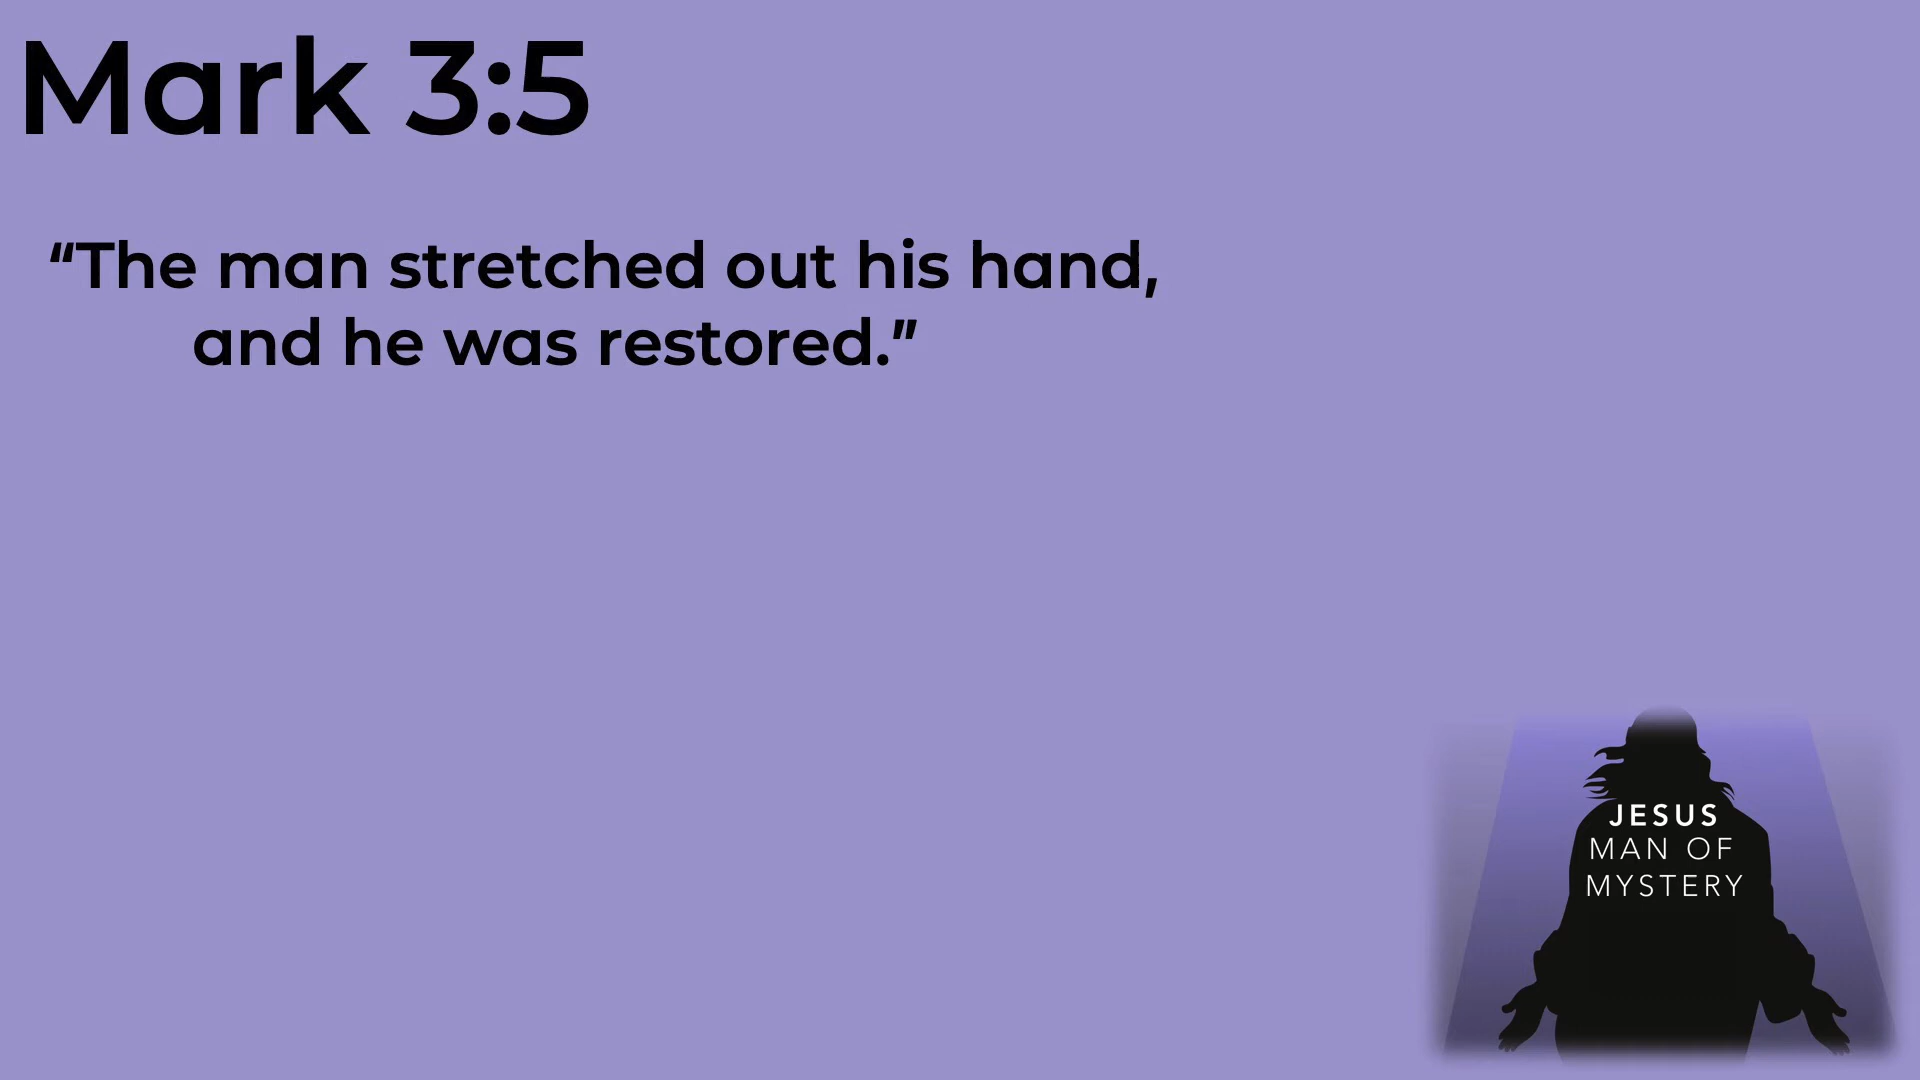 Mark 3:5
“The man stretched out his hand,
and he was restored.”
JESUS
MAN OF
MYSTERY